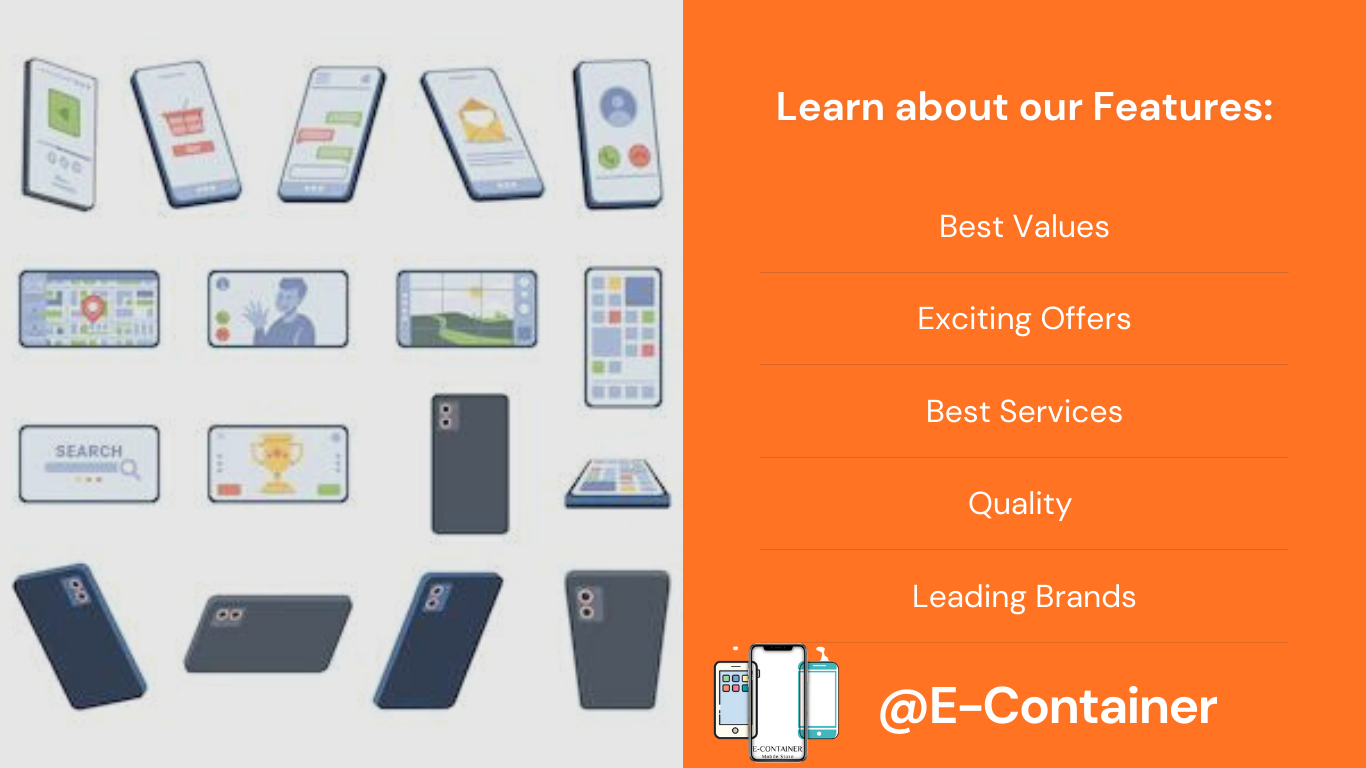 Learn about our Features:
Best Values
Exciting Offers
Best Services
SEARCH
Quality
Leading Brands
@E-Container
E-CONTAINER
Mobile Store